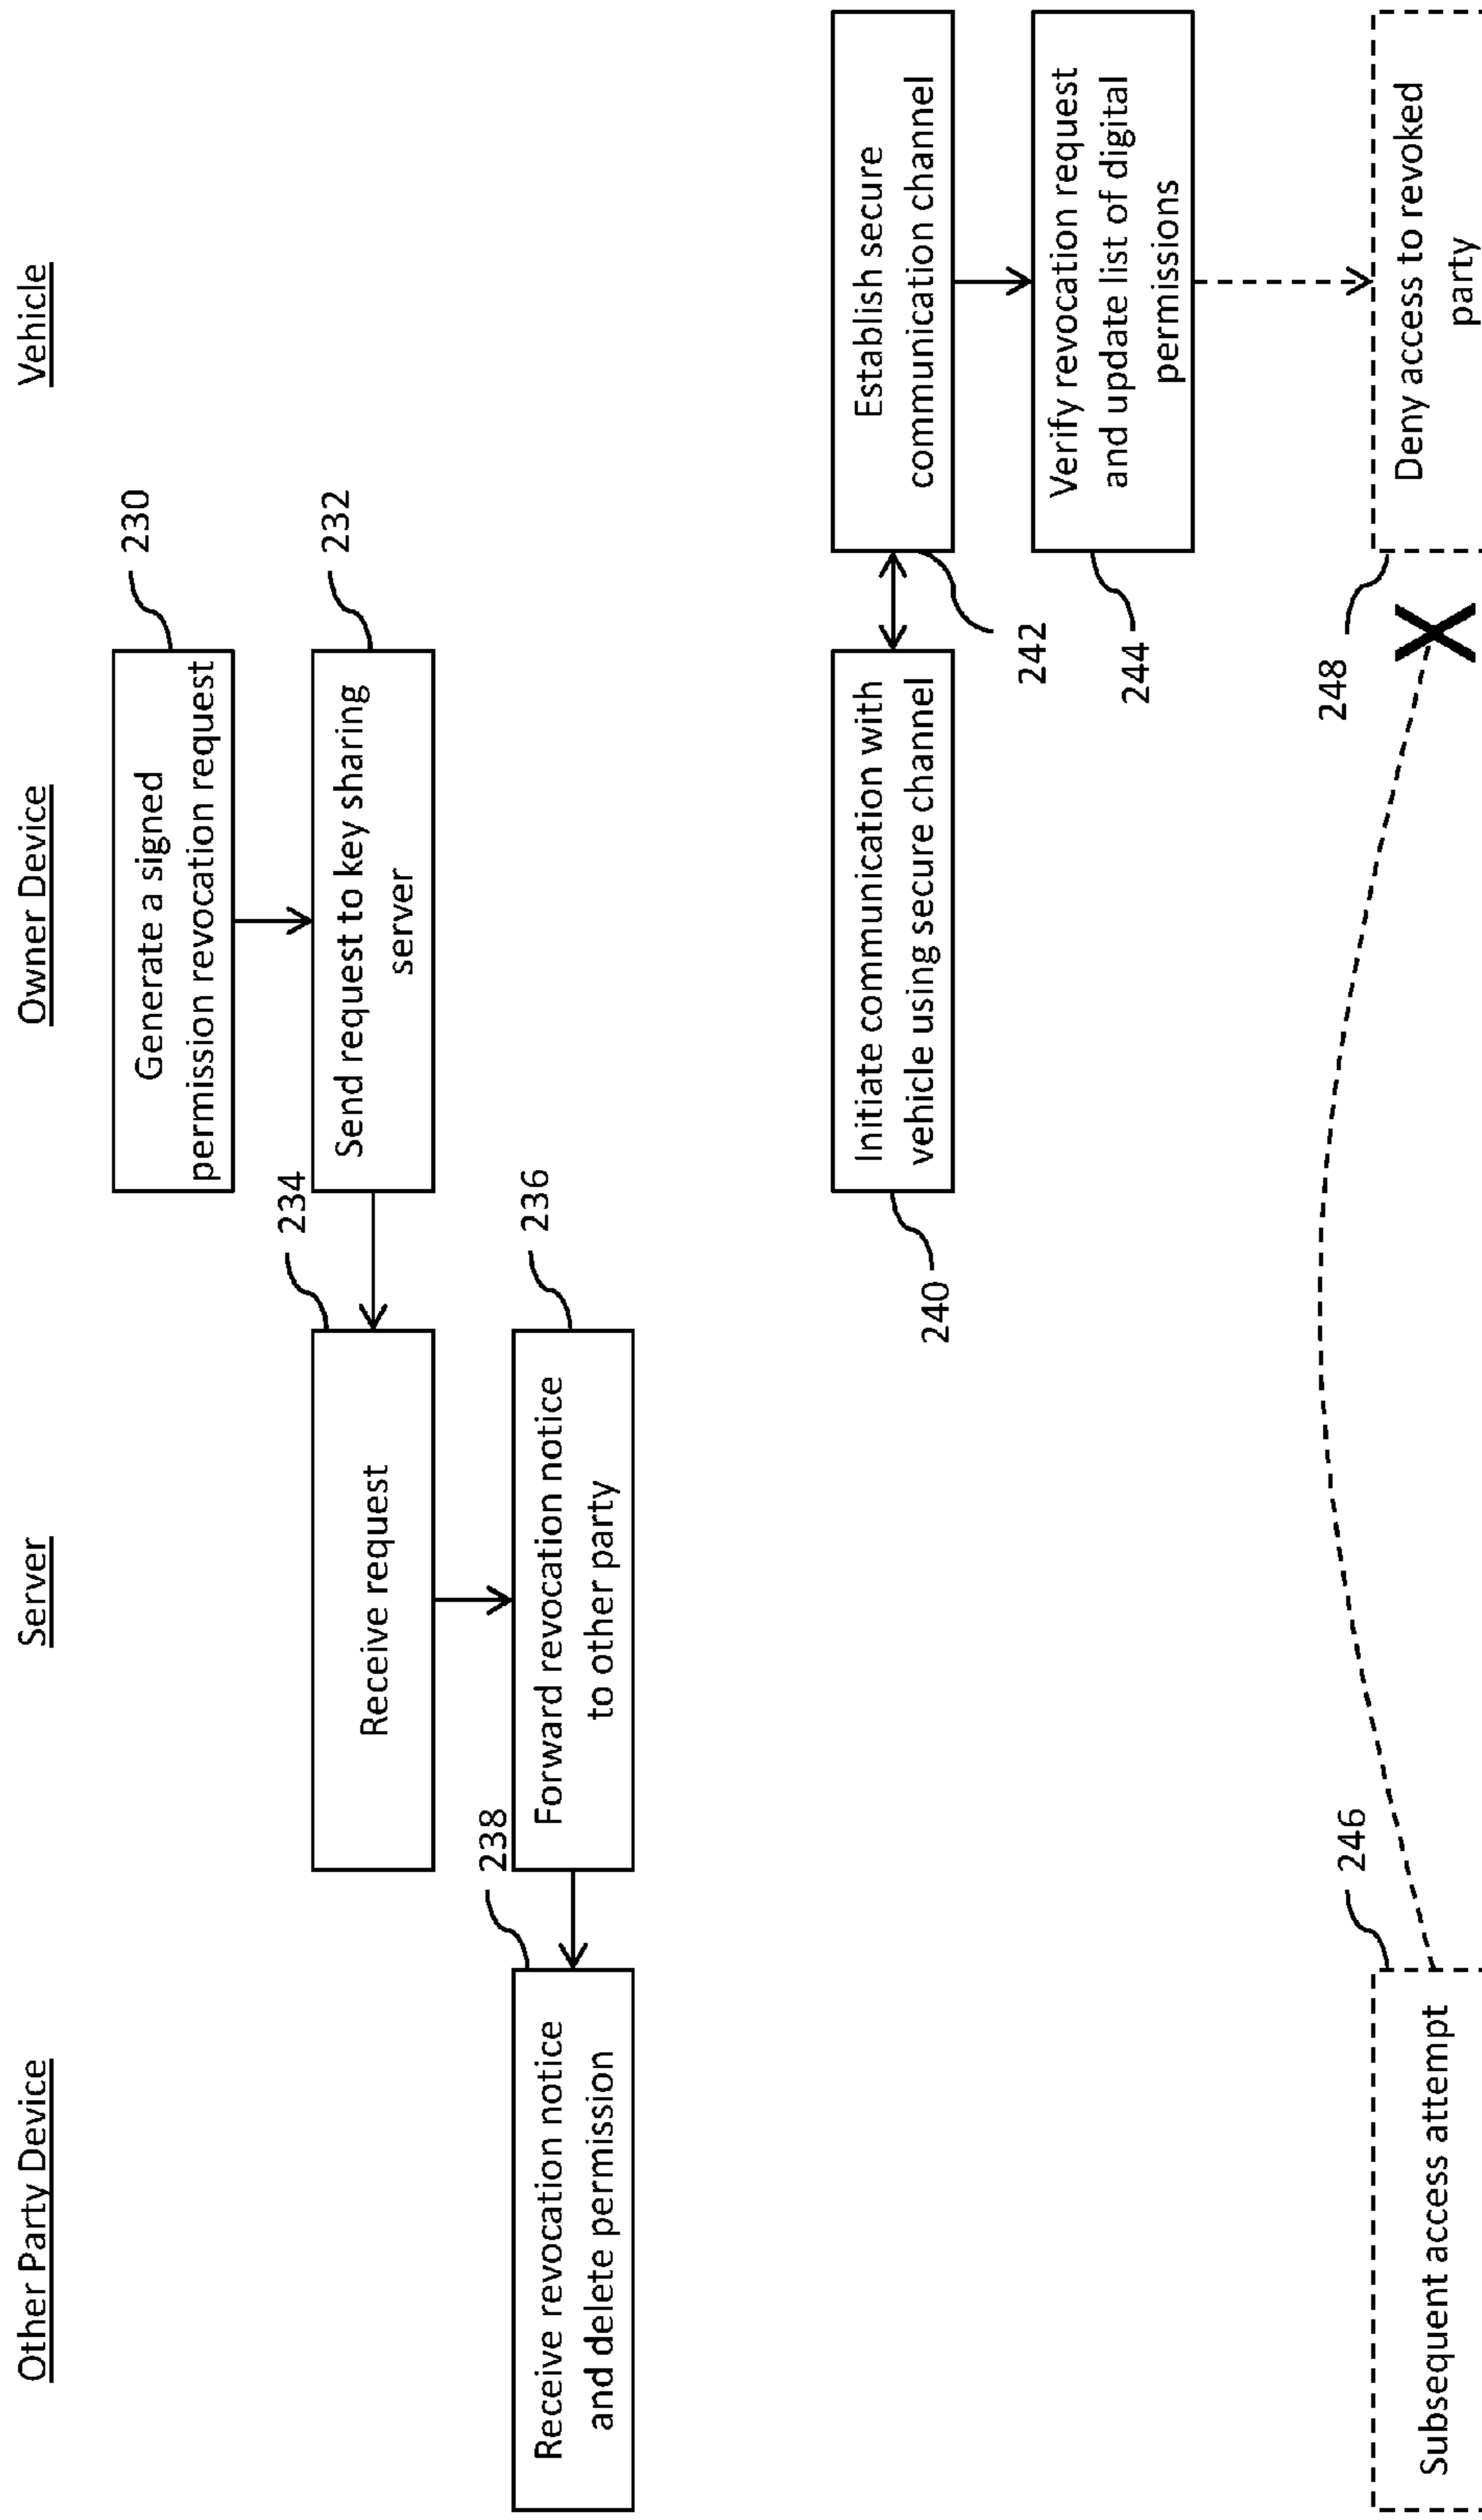 Other Party Device
Server
Owner Device
Vehicle
230
Generate a signed
permission revocation request
232
Send request to key sharing
server
234
Receive request
236
Forward revocation notice
to other party
238
Receive revocation notice
and delete permission
240
Initiate communication with
vehicle using secure channel
242
Establish secure
communication channel
244
Verify revocation request
and update list of digital
permissions
246
Subsequent access attempt
248
Deny access to revoked
party
X